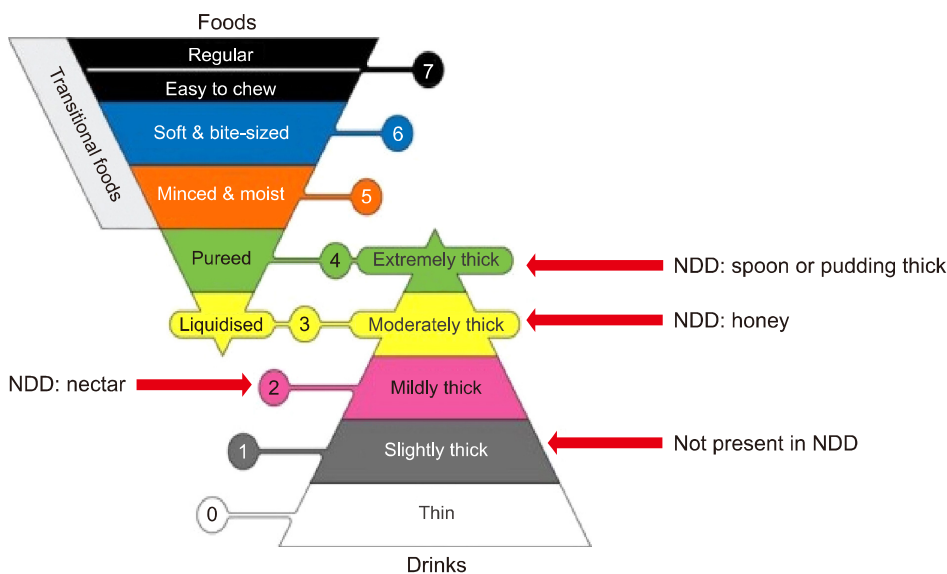 Foods
Regular
7
Easy to chew
Transitional foods
Soft & bite-sized
6
Minced & moist
5
Pureed
4
Extremely thick
NDD: spoon or pudding thick
Liquidised
3
Moderately thick
NDD: honey
NDD: nectar
2
Mildly thick
1
Slightly thick
Not present in NDD
0
Thin
Drinks